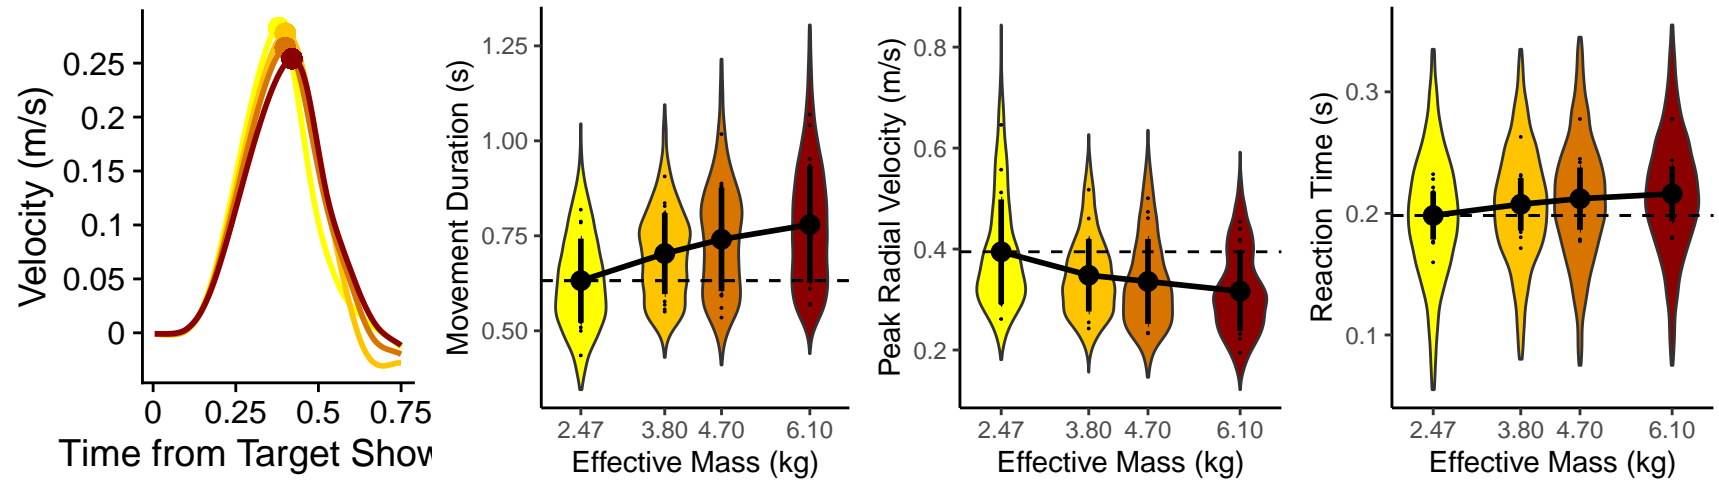 Velocity (m/s)
0.25
0.2
0.15
0.1
0.05
0
0 0.25 0.5 0.75
Time from Target Show
Movement Duration (s)
1.25
1.00
0.75
0.50
2.47 3.80 4.70 6.10
Effective Mass (kg)
Peak Radial Velocity (m/s)
0.8
0.6
0.4
0.2
2.47 3.80 4.70 6.10
Effective Mass (kg)
Reaction Time (s)
0.3
0.2
0.1
2.47 3.80 4.70 6.10
Effective Mass (kg)